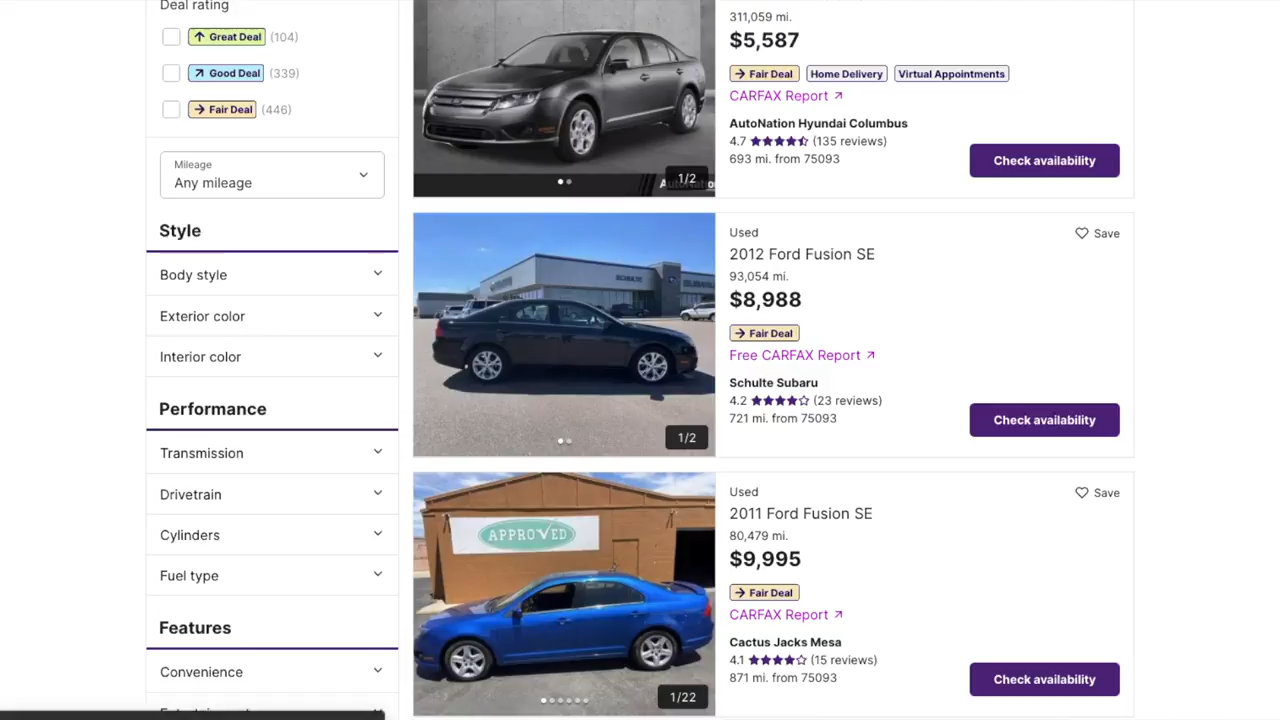 Deal rating
Great Deal (104)
Good Deal (339)
Fair Deal (446)
Mileage
Any mileage
Style
Body style
Exterior color
Interior color
Performance
Transmission
Drivetrain
Cylinders
Fuel type
Features
Convenience
1/2
311,059 mi.
$5,587
Fair Deal Home Delivery Virtual Appointments
CARFAX Report
AutoNation Hyundai Columbus
4.7 (135 reviews)
693 mi. from 75093
Check availability
SCHULTE SUBARU
1/2
Used
Save
2012 Ford Fusion SE
93,054 mi.
$8,988
Fair Deal
Free CARFAX Report
Schulte Subaru
4.2 (23 reviews)
721 mi. from 75093
Check availability
APPROVED
1/22
Used
Save
2011 Ford Fusion SE
80,479 mi.
$9,995
Fair Deal
CARFAX Report
Cactus Jacks Mesa
4.1 (15 reviews)
871 mi. from 75093
Check availability